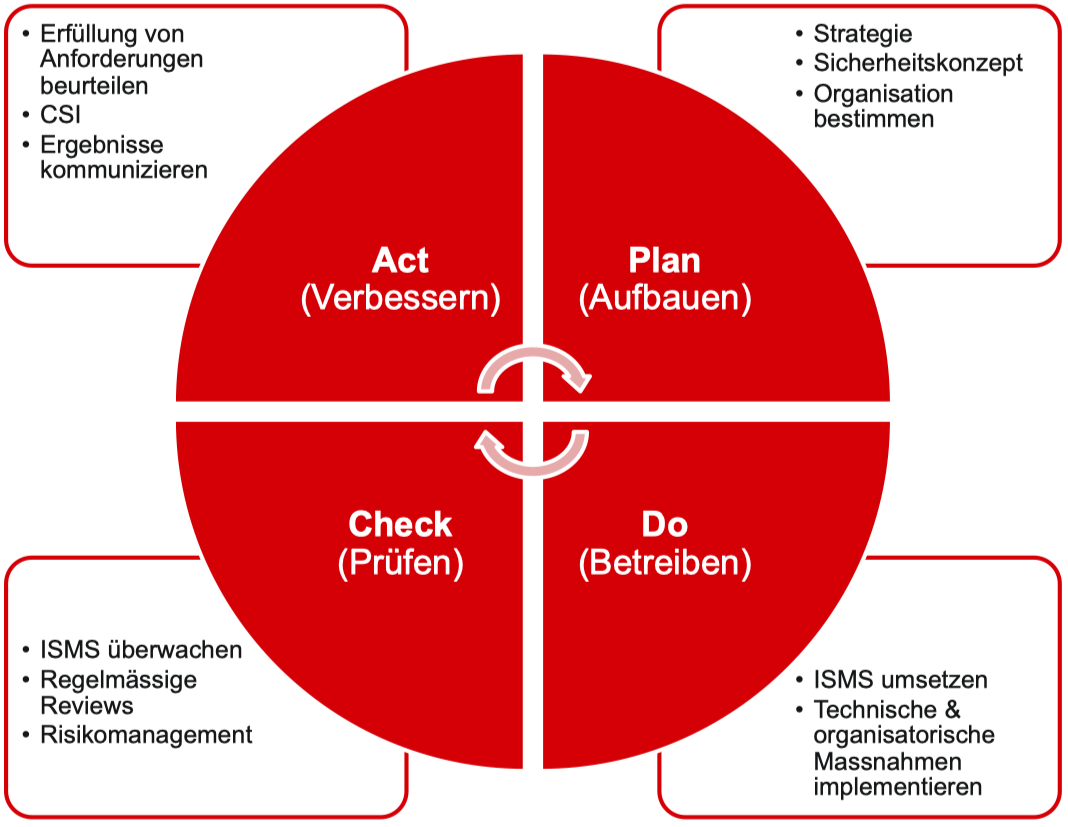 • Erfüllung von
Anforderungen
beurteilen
• CSI
• Ergebnisse
kommunizieren
• Strategie
• Sicherheitskonzept
• Organisation
bestimmen
Act
(Verbessern)
Plan
(Aufbauen)
Check
(Prüfen)
Do
(Betreiben)
• ISMS überwachen
• Regelmässige
Reviews
• Risikomanagement
• ISMS umsetzen
• Technische &
organisatorische
Massnahmen
implementieren